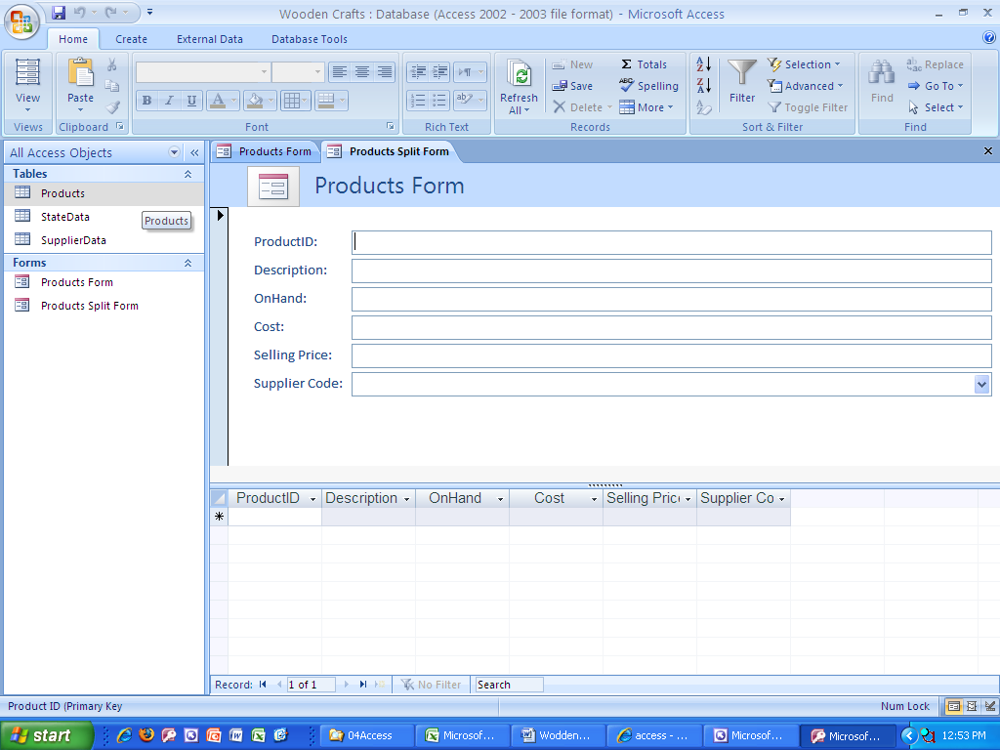 Wooden Crafts : Database (Access 2002 - 2003 file format) - Microsoft Access
Home Create External Data Database Tools
View Paste Refresh All New Save Delete Totals Spelling More Filter Selection Advanced Toggle Filter Find Replace Go To Select
B I U A ab
Views Clipboard Font Rich Text Records Sort & Filter Find
All Access Objects «
Tables
Products
StateData
SupplierData
Products
Forms
Products Form
Products Split Form
Products Form Products Split Form
Products Form
ProductID:
Description:
OnHand:
Cost:
Selling Price:
Supplier Code:
ProductID Description OnHand Cost Selling Pric Supplier Co
*
Record: 1 of 1 No Filter Search
Product ID (Primary Key Num Lock
start 04Access Microsof... Wodden... access - ... Microsof... Microsof... 12:53 PM